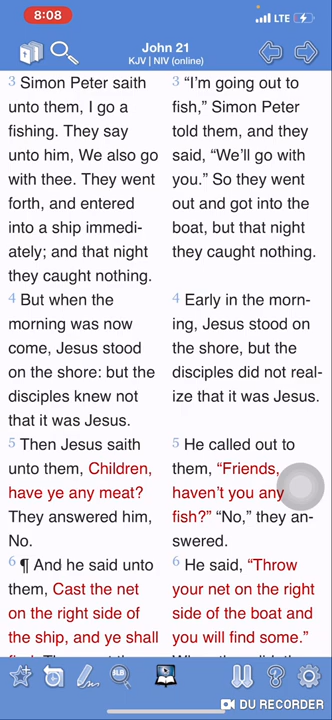 8:08
LTE
John 21
KJV | NIV (online)
3 Simon Peter saith
unto them, I go a
fishing. They say
unto him, We also go
with thee. They went
forth, and entered
into a ship immedi-
ately; and that night
they caught nothing.
4 But when the
morning was now
come, Jesus stood
on the shore: but the
disciples knew not
that it was Jesus.
5 Then Jesus saith
unto them, Children,
have ye any meat?
They answered him,
No.
6 ¶ And he said unto
them, Cast the net
on the right side of
the ship, and ye shall
3 “I’m going out to
fish,” Simon Peter
told them, and they
said, “We’ll go with
you.” So they went
out and got into the
boat, but that night
they caught nothing.
4 Early in the morn-
ing, Jesus stood on
the shore, but the
disciples did not real-
ize that it was Jesus.
5 He called out to
them, “Friends,
haven’t you any
fish?” “No,” they an-
swered.
6 He said, “Throw
your net on the right
side of the boat and
you will find some.”
SLB
DU RECORDER